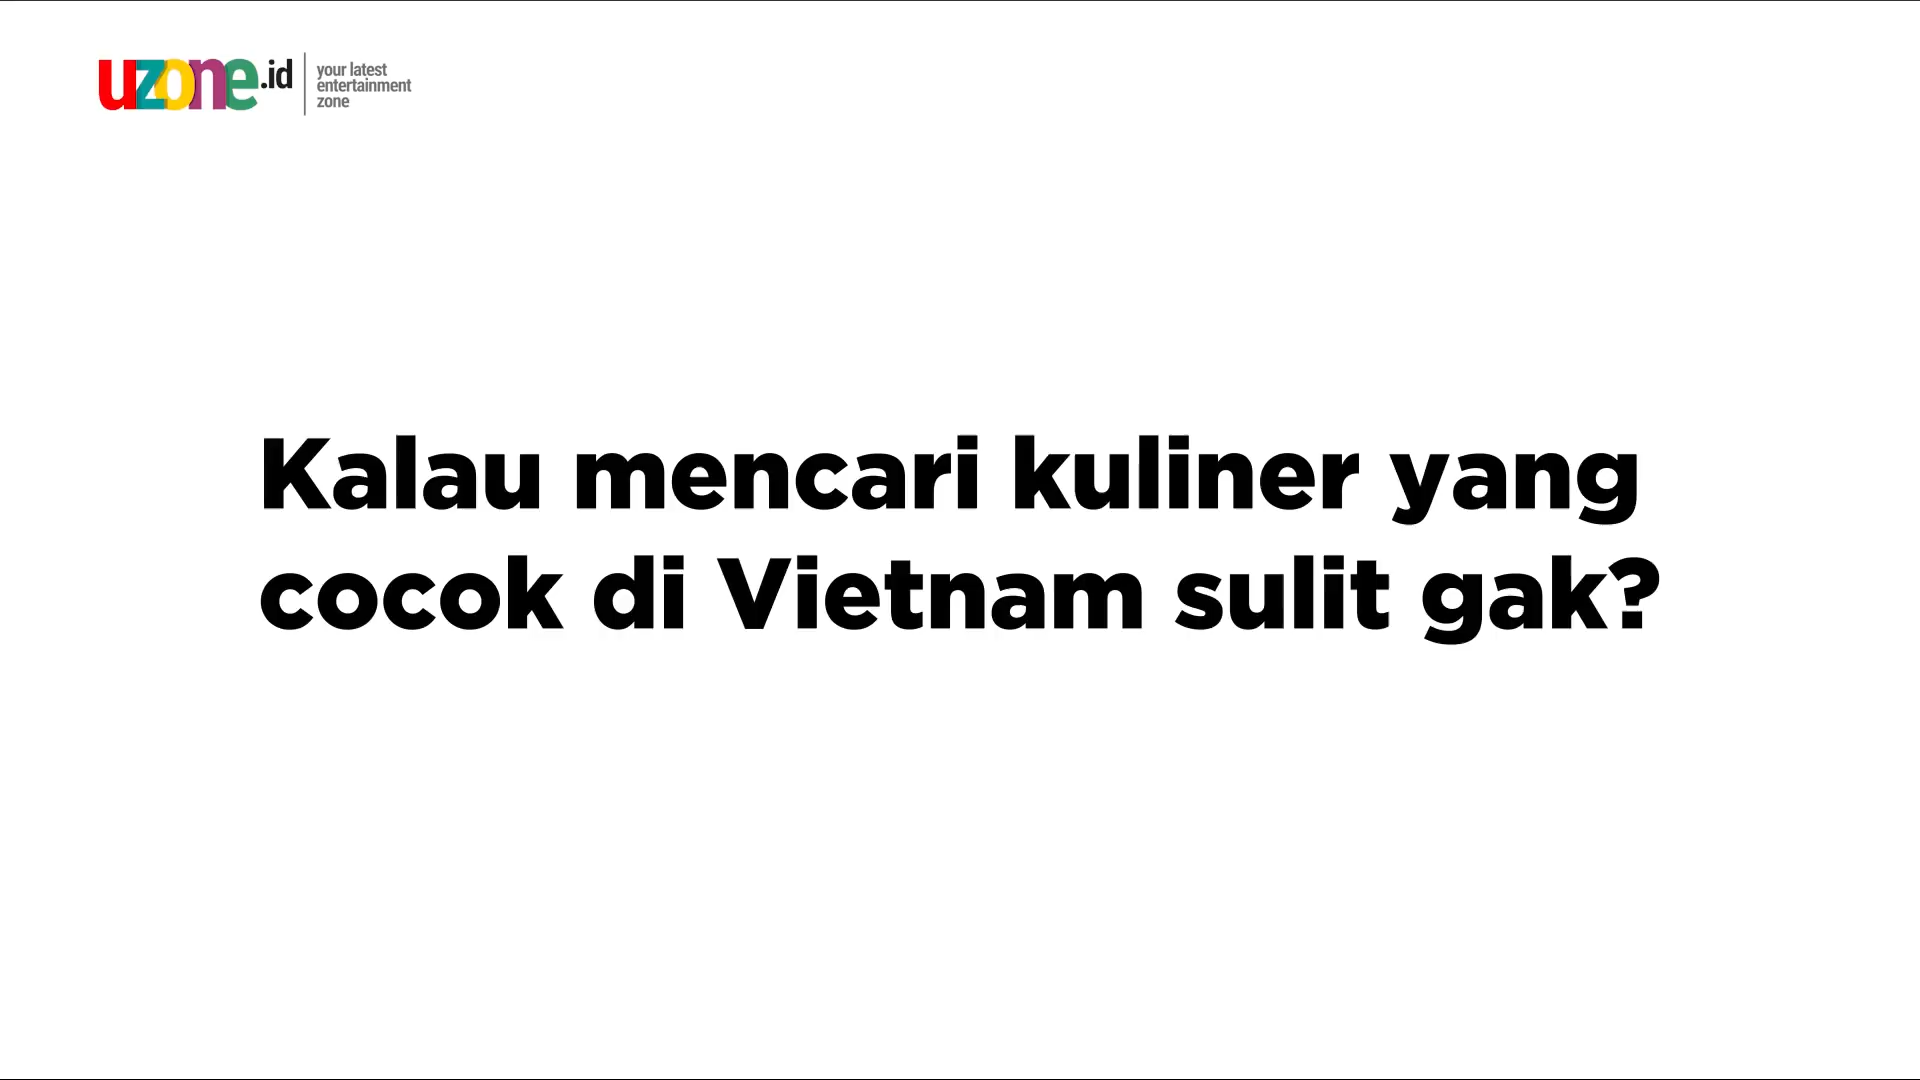 uzone.id
your latest
entertainment
zone
Kalau mencari kuliner yang
cocok di Vietnam sulit gak?